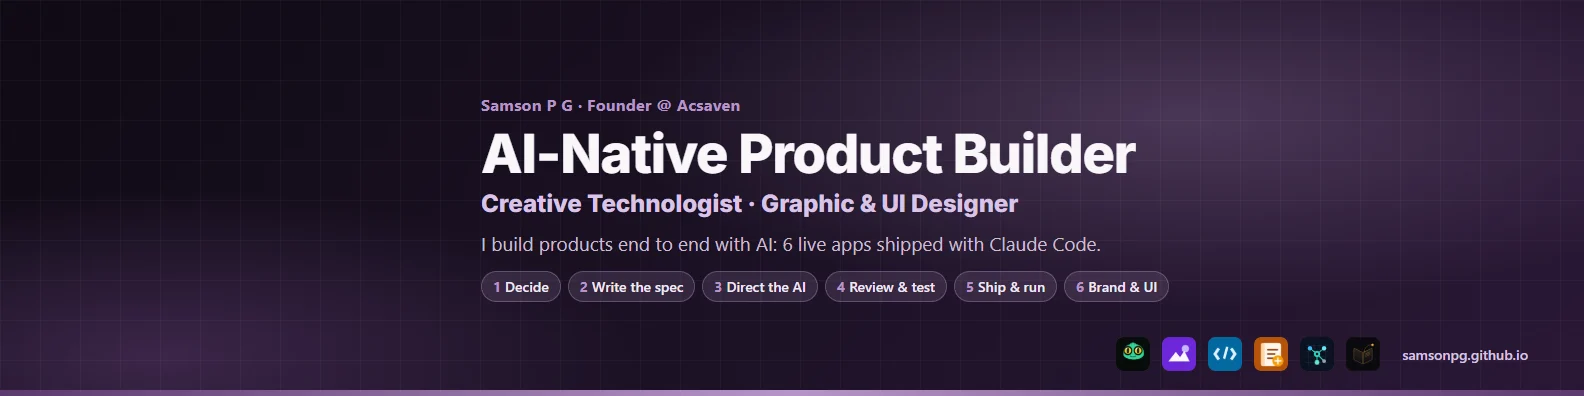 Samson P G · Founder @ Acsaven
AI-Native Product Builder
Creative Technologist · Graphic & UI Designer
I build products end to end with AI: 6 live apps shipped with Claude Code.
1 Decide 2 Write the spec 3 Direct the AI 4 Review & test 5 Ship & run 6 Brand & UI
samsonpg.github.io